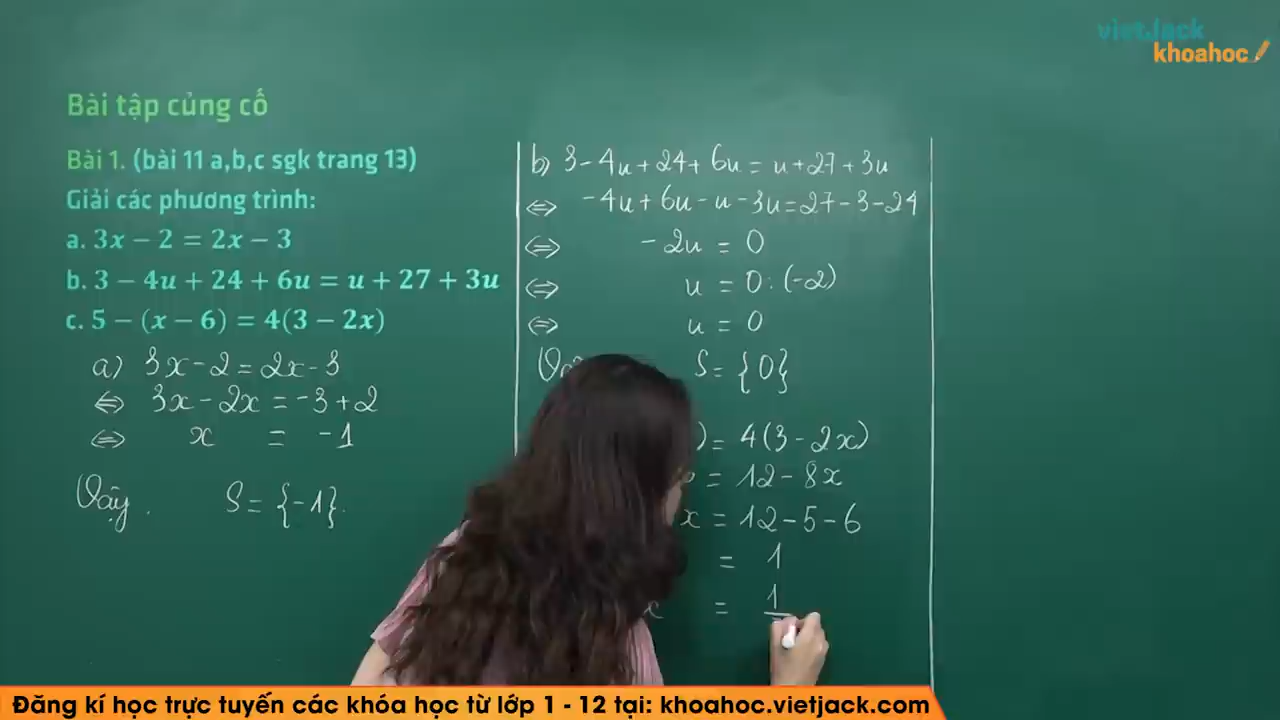 vietJack
khoahoc
Bài tập củng cố
Bài 1. (bài 11 a,b,c sgk trang 13)
Giải các phương trình:
a. 3x − 2 = 2x − 3
b. 3 − 4u + 24 + 6u = u + 27 + 3u
c. 5 − (x − 6) = 4(3 − 2x)
a) 3x − 2 = 2x − 3
⇔ 3x − 2x = −3 + 2
⇔ x = −1
Vậy. S = {−1}.
b) 3 − 4u + 24 + 6u = u + 27 + 3u
⇔ −4u + 6u − u − 3u = 27 − 3 − 24
⇔ −2u = 0
⇔ u = 0 : (−2)
⇔ u = 0
S = {0}
) = 4(3 − 2x)
= 12 − 8x
x = 12 − 5 − 6
= 1
= 1
Đăng kí học trực tuyến các khóa học từ lớp 1 - 12 tại: khoahoc.vietjack.com